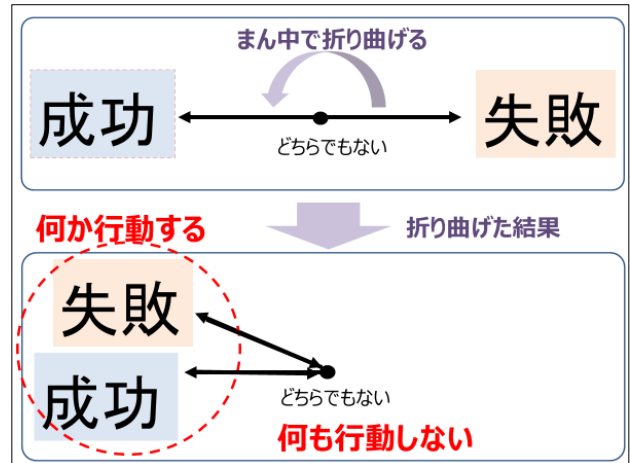 まん中で折り曲げる
成功
失敗
どちらでもない
折り曲げた結果
何か行動する
失敗
成功
どちらでもない
何も行動しない